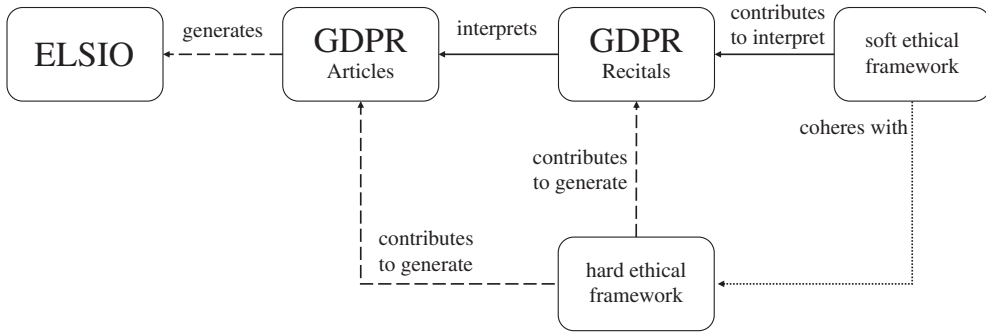 ELSIO
generates
GDPR
Articles
interprets
GDPR
Recitals
contributes
to interpret
soft ethical
framework
coheres with
contributes
to generate
contributes
to generate
hard ethical
framework